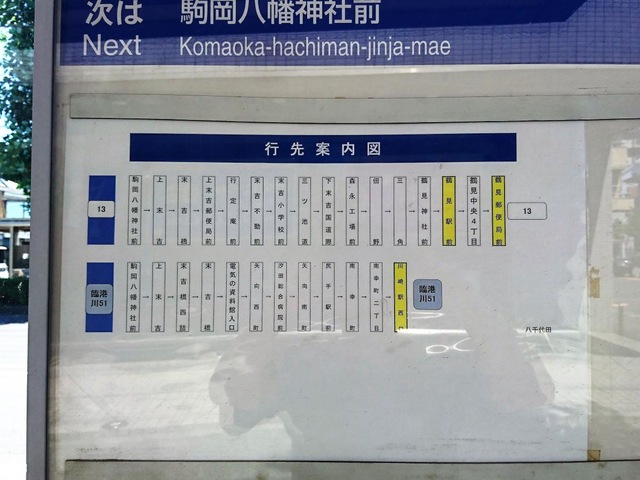 次は 駒岡八幡神社前
Next Komaoka-hachiman-jinja-mae
行先案内図
13 駒岡八幡神社前 → 上末吉 → 末吉橋 → 上末吉郵便局前 → 行定庵前 → 末吉不動前 → 末吉小学校前 → 三ツ池道 → 下末吉国道際 → 森永工場前 → 佃野 → 三角 → 鶴見神社前 → 鶴見駅前 → 鶴見中央4丁目 → 鶴見郵便局前 13
臨港川51 駒岡八幡神社前 → 上末吉 → 末吉橋西詰 → 末吉橋 → 電気の資料館入口 → 矢向西町 → 汐田総合病院前 → 矢向南町 → 尻手駅前 → 南幸町 → 南幸町二丁目 → 川崎駅西口 臨港川51
八千代田